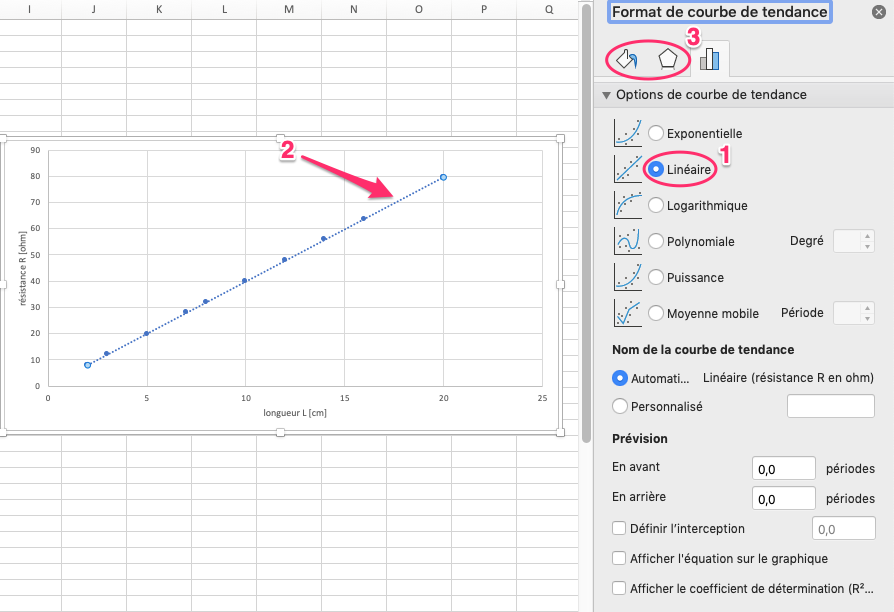 I J K L M N O P Q
Format de courbe de tendance
3
Options de courbe de tendance
Exponentielle
1
Linéaire
Logarithmique
Polynomiale Degré
Puissance
Moyenne mobile Période
Nom de la courbe de tendance
Automati... Linéaire (résistance R en ohm)
Personnalisé
Prévision
En avant 0,0 périodes
En arrière 0,0 périodes
Définir l'interception 0,0
Afficher l'équation sur le graphique
Afficher le coefficient de détermination (R²...
2
90
80
70
60
50
40
30
20
10
0
résistance R [ohm]
0 5 10 15 20 25
longueur L [cm]